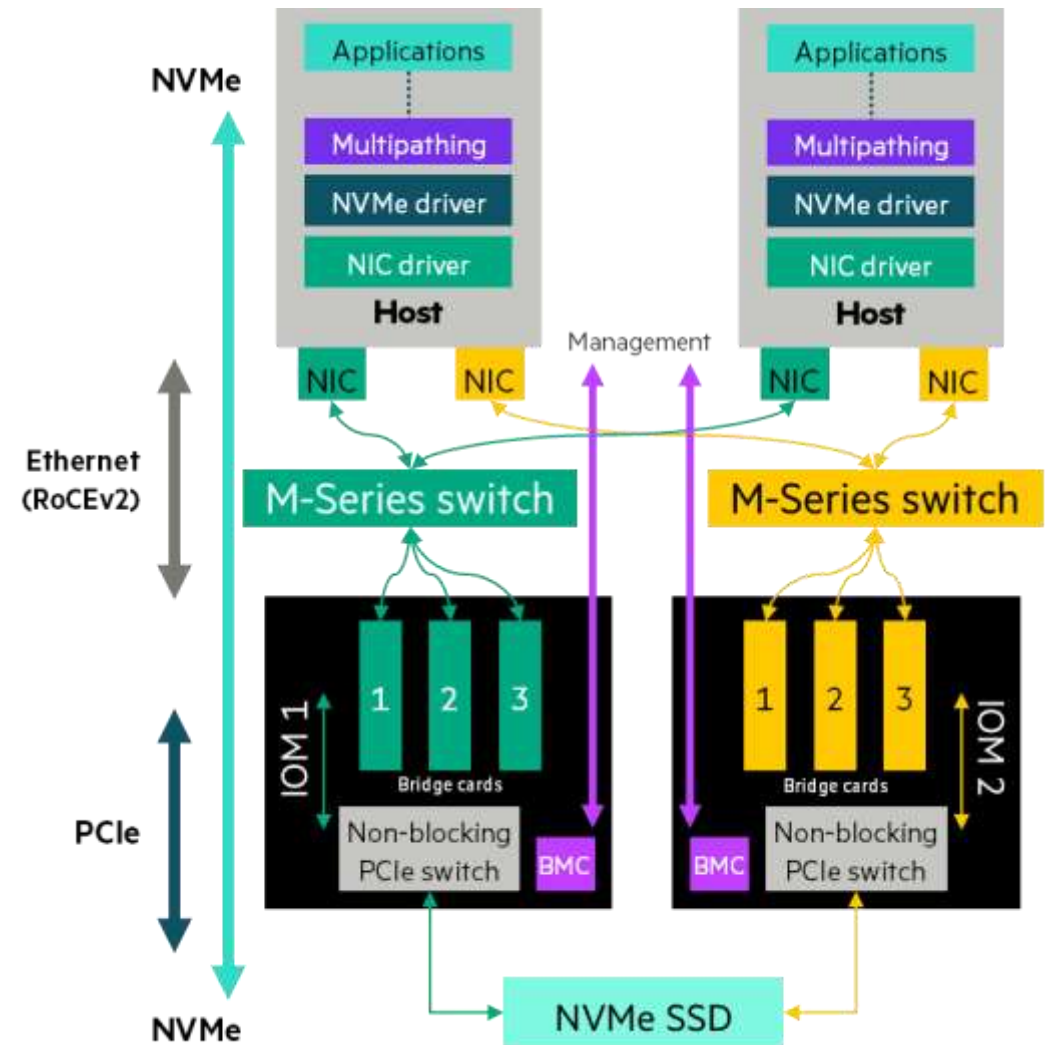 NVMe
Applications
Applications
Multipathing
Multipathing
NVMe driver
NVMe driver
NIC driver
NIC driver
Host
Host
Management
NIC
NIC
NIC
NIC
Ethernet
(RoCEv2)
M-Series switch
M-Series switch
IOM 1
1
2
3
Bridge cards
1
2
3
Bridge cards
IOM 2
PCIe
Non-blocking
PCIe switch
BMC
BMC
Non-blocking
PCIe switch
NVMe
NVMe SSD